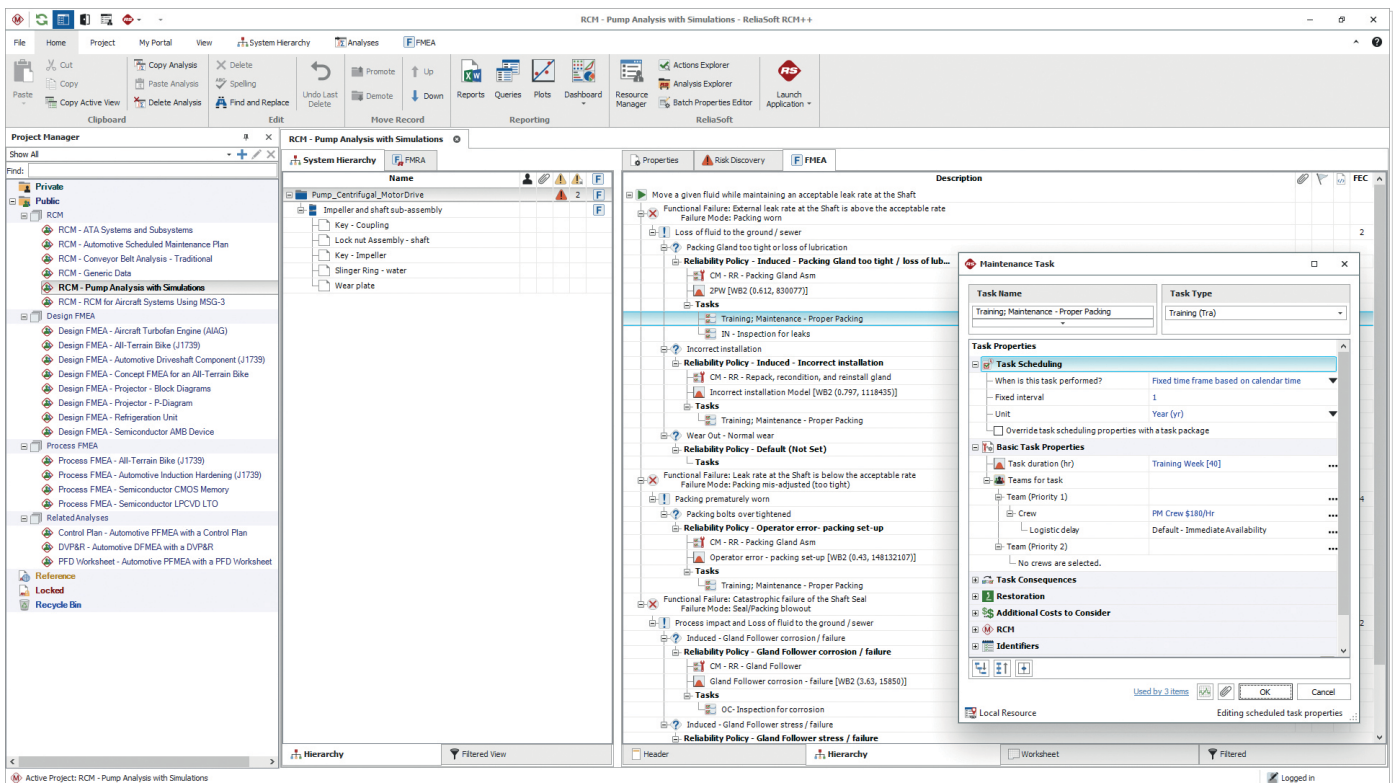 RCM - Pump Analysis with Simulations - ReliaSoft RCM++
File Home Project My Portal View System Hierarchy Analyses FMEA
Paste
Cut
Copy
Copy Active View
Copy Analysis
Paste Analysis
Delete Analysis
Clipboard
Delete
Spelling
Find and Replace
Undo Last Delete
Edit
Promote
Demote
Up
Down
Move Record
Reports Queries Plots Dashboard
Reporting
Resource Manager
Actions Explorer
Analysis Explorer
Batch Properties Editor
Launch Application
ReliaSoft
Project Manager
Show All
Find:
Private
Public
RCM
RCM - ATA Systems and Subsystems
RCM - Automotive Scheduled Maintenance Plan
RCM - Conveyor Belt Analysis - Traditional
RCM - Generic Data
RCM - Pump Analysis with Simulations
RCM - RCM for Aircraft Systems Using MSG-3
Design FMEA
Design FMEA - Aircraft Turbofan Engine (AIAG)
Design FMEA - All-Terrain Bike (J1739)
Design FMEA - Automotive Driveshaft Component (J1739)
Design FMEA - Concept FMEA for an All-Terrain Bike
Design FMEA - Projector - Block Diagrams
Design FMEA - Projector - P-Diagram
Design FMEA - Refrigeration Unit
Design FMEA - Semiconductor AMB Device
Process FMEA
Process FMEA - All-Terrain Bike (J1739)
Process FMEA - Automotive Induction Hardening (J1739)
Process FMEA - Semiconductor CMOS Memory
Process FMEA - Semiconductor LPCVD LTO
Related Analyses
Control Plan - Automotive PFMEA with a Control Plan
DVP&R - Automotive DFMEA with a DVP&R
PFD Worksheet - Automotive PFMEA with a PFD Worksheet
Reference
Locked
Recycle Bin
RCM - Pump Analysis with Simulations
System Hierarchy FMRA
Name
Pump_Centrifugal_MotorDrive 2 F
Impeller and shaft sub-assembly F
Key - Coupling
Lock nut Assembly - shaft
Key - Impeller
Slinger Ring - water
Wear plate
Hierarchy Filtered View
Properties Risk Discovery FMEA
Description FEC
Move a given fluid while maintaining an acceptable leak rate at the Shaft
Functional Failure: External leak rate at the Shaft is above the acceptable rate
Failure Mode: Packing worn
Loss of fluid to the ground / sewer 2
Packing Gland too tight or loss of lubrication
Reliability Policy - Induced - Packing Gland too tight / loss of lub...
CM - RR - Packing Gland Asm
2PW [WB2 (0.612, 830077)]
Tasks
Training; Maintenance - Proper Packing
IN - Inspection for leaks
Incorrect installation
Reliability Policy - Induced - Incorrect installation
CM - RR - Repack, recondition, and reinstall gland
Incorrect installation Model [WB2 (0.797, 1118435)]
Tasks
Training; Maintenance - Proper Packing
Wear Out - Normal wear
Reliability Policy - Default (Not Set)
Tasks
Functional Failure: Leak rate at the Shaft is below the acceptable rate
Failure Mode: Packing mis-adjusted (too tight)
Packing prematurely worn 4
Packing bolts overtightened
Reliability Policy - Operator error- packing set-up
CM - RR - Packing Gland Asm
Operator error - packing set-up [WB2 (0.43, 148132107)]
Tasks
Training; Maintenance - Proper Packing
Functional Failure: Catastrophic failure of the Shaft Seal
Failure Mode: Seal/Packing blowout
Process impact and Loss of fluid to the ground / sewer 2
Induced - Gland Follower corrosion / failure
Reliability Policy - Gland Follower corrosion / failure
CM - RR - Gland Follower
Gland Follower corrosion - failure [WB2 (3.63, 15850)]
Tasks
OC- Inspection for corrosion
Induced - Gland Follower stress / failure
Reliability Policy - Gland Follower stress / failure
Header Hierarchy Worksheet Filtered
Maintenance Task
Task Name Task Type
Training; Maintenance - Proper Packing Training (Tra)
Task Properties
Task Scheduling
When is this task performed? Fixed time frame based on calendar time
Fixed interval 1
Unit Year (yr)
Override task scheduling properties with a task package
Basic Task Properties
Task duration (hr) Training Week [40]
Teams for task
Team (Priority 1)
Crew PM Crew $180/Hr
Logistic delay Default - Immediate Availability
Team (Priority 2)
No crews are selected.
Task Consequences
Restoration
Additional Costs to Consider
RCM
Identifiers
Used by 3 items OK Cancel
Local Resource Editing scheduled task properties
Active Project: RCM - Pump Analysis with Simulations Logged in